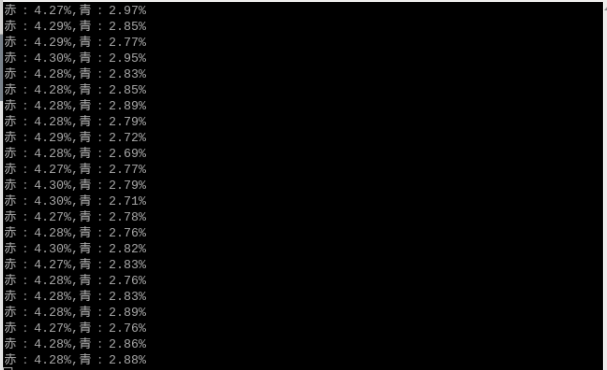 赤 : 4.27%,青 : 2.97%
赤 : 4.29%,青 : 2.85%
赤 : 4.29%,青 : 2.77%
赤 : 4.30%,青 : 2.95%
赤 : 4.28%,青 : 2.83%
赤 : 4.28%,青 : 2.85%
赤 : 4.28%,青 : 2.89%
赤 : 4.28%,青 : 2.79%
赤 : 4.29%,青 : 2.72%
赤 : 4.28%,青 : 2.69%
赤 : 4.27%,青 : 2.77%
赤 : 4.30%,青 : 2.79%
赤 : 4.30%,青 : 2.71%
赤 : 4.27%,青 : 2.78%
赤 : 4.28%,青 : 2.76%
赤 : 4.30%,青 : 2.82%
赤 : 4.27%,青 : 2.83%
赤 : 4.28%,青 : 2.76%
赤 : 4.28%,青 : 2.83%
赤 : 4.28%,青 : 2.89%
赤 : 4.27%,青 : 2.76%
赤 : 4.28%,青 : 2.86%
赤 : 4.28%,青 : 2.88%